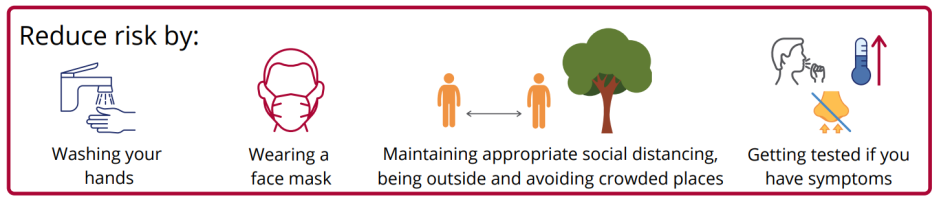 Reduce risk by:
Washing your
hands
Wearing a
face mask
Maintaining appropriate social distancing,
being outside and avoiding crowded places
Getting tested if you
have symptoms